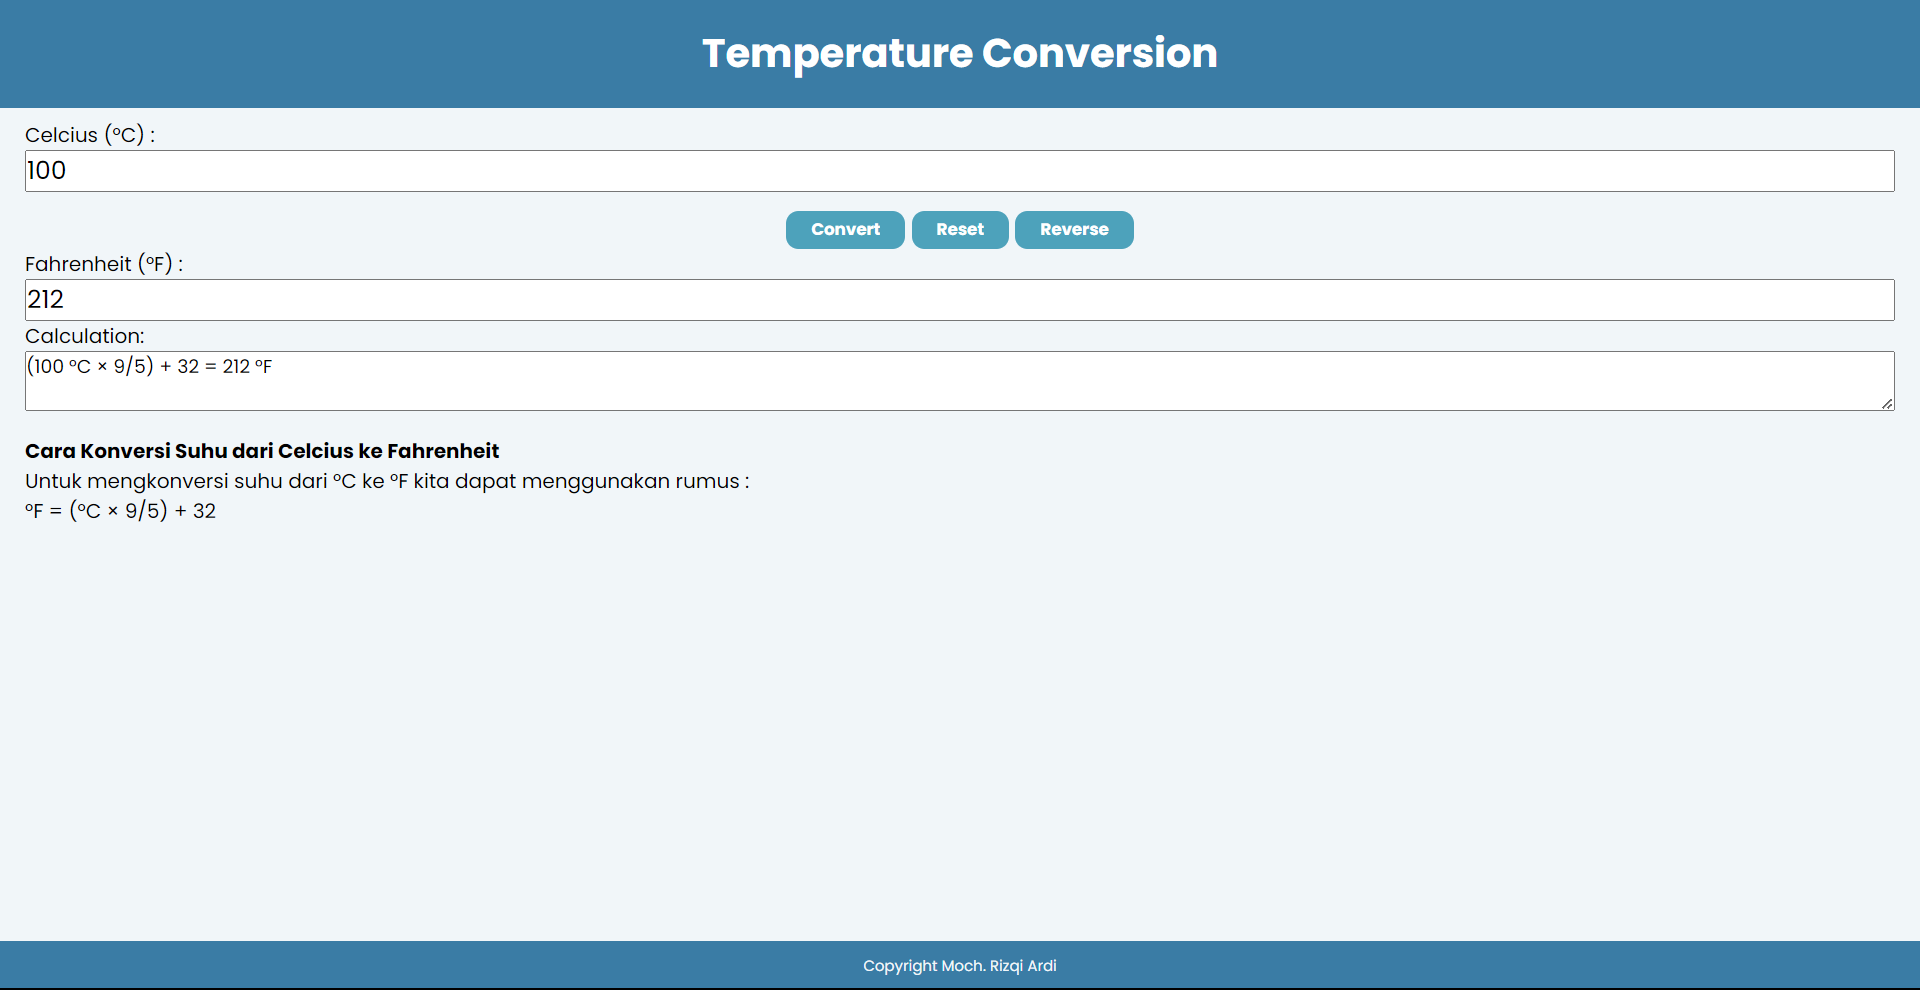 Temperature Conversion
Celcius (°C) :
100
Convert Reset Reverse
Fahrenheit (°F) :
212
Calculation:
(100 °C × 9/5) + 32 = 212 °F
Cara Konversi Suhu dari Celcius ke Fahrenheit
Untuk mengkonversi suhu dari °C ke °F kita dapat menggunakan rumus :
°F = (°C × 9/5) + 32
Copyright Moch. Rizqi Ardi